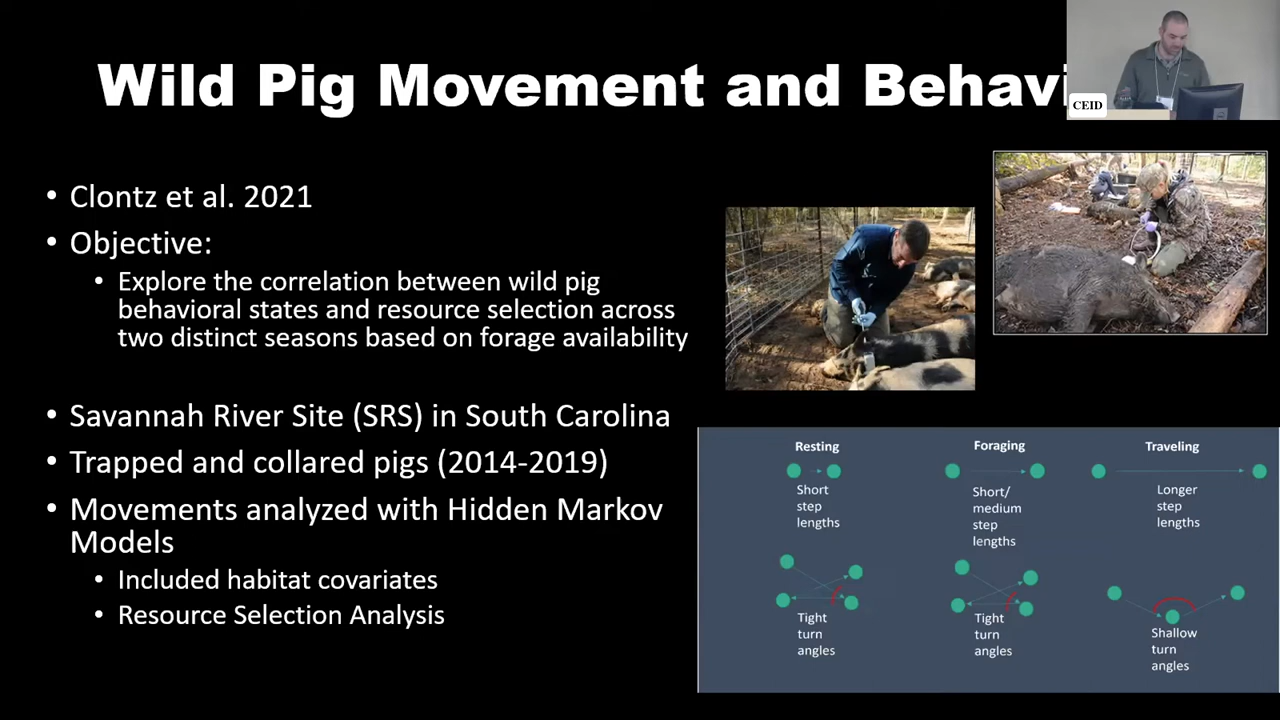 Wild Pig Movement and Behavi
CEID
• Clontz et al. 2021
• Objective:
• Explore the correlation between wild pig
behavioral states and resource selection across
two distinct seasons based on forage availability
• Savannah River Site (SRS) in South Carolina
• Trapped and collared pigs (2014-2019)
• Movements analyzed with Hidden Markov
Models
• Included habitat covariates
• Resource Selection Analysis
Resting
Short
step
lengths
Tight
turn
angles
Foraging
Short/
medium
step
lengths
Tight
turn
angles
Traveling
Longer
step
lengths
Shallow
turn
angles